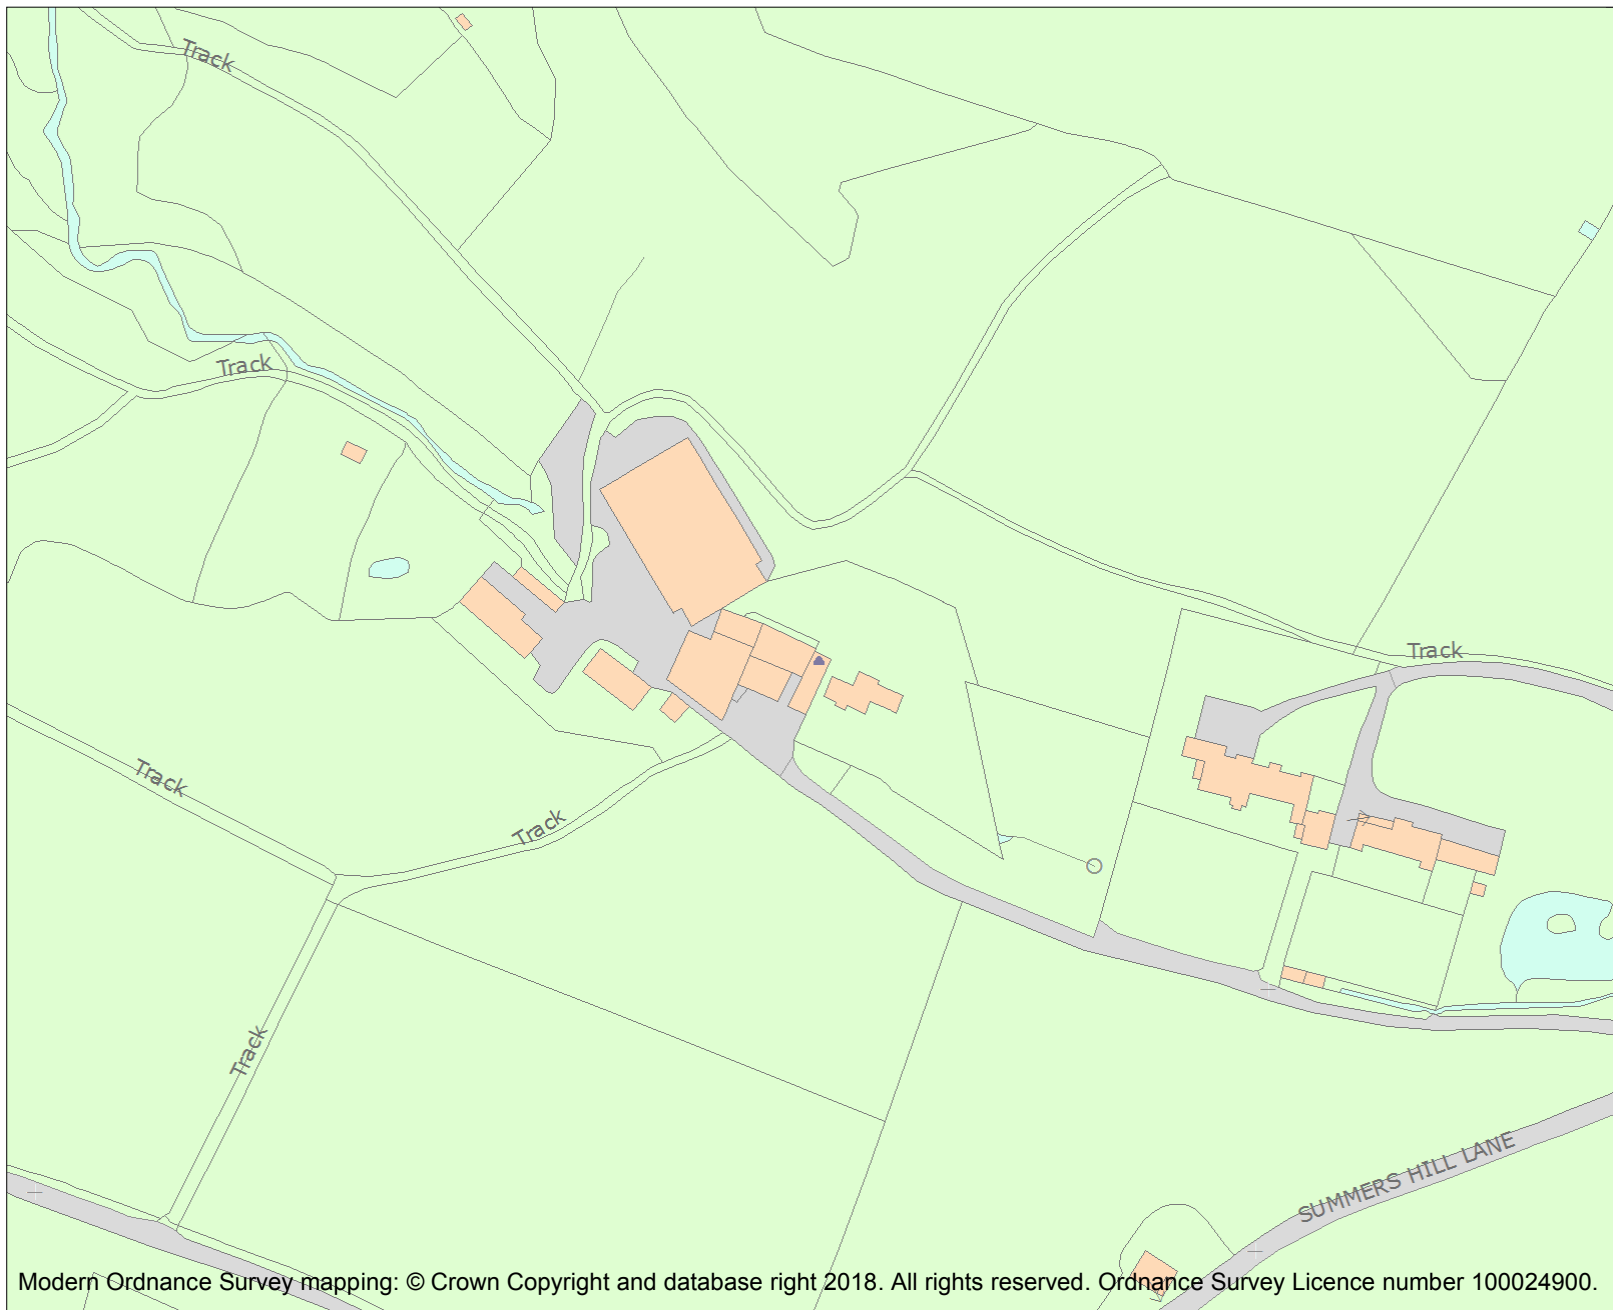 Track
Track
Track
Track
Track
Track
SUMMERS HILL LANE
Modern Ordnance Survey mapping: © Crown Copyright and database right 2018. All rights reserved. Ordnance Survey Licence number 100024900.